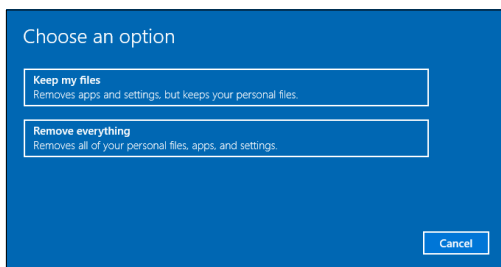 Choose an option
Keep my files
Removes apps and settings, but keeps your personal files.
Remove everything
Removes all of your personal files, apps, and settings.
Cancel